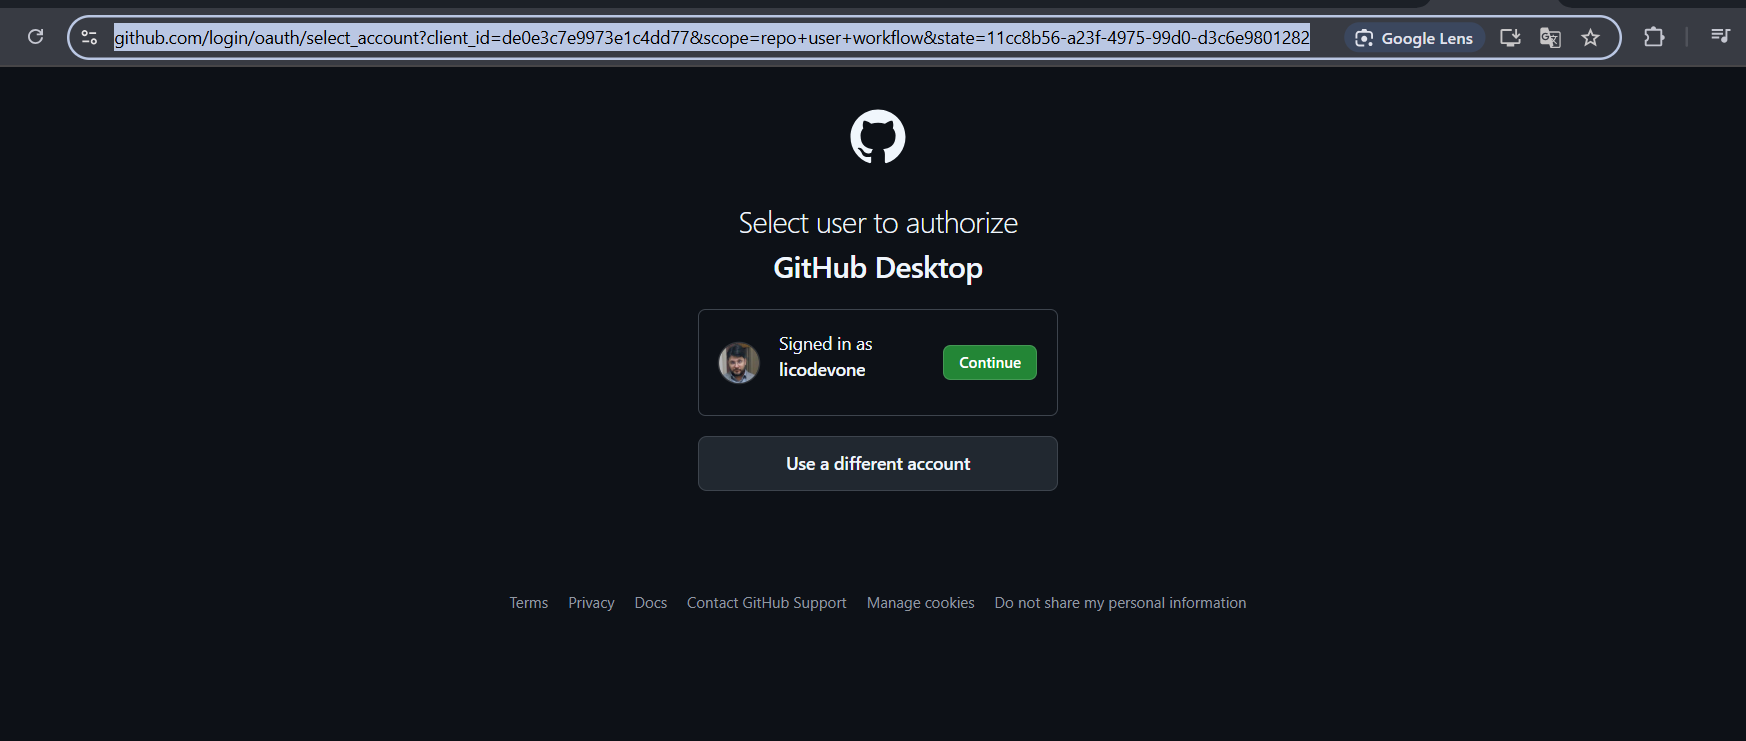 github.com/login/oauth/select_account?client_id=de0e3c7e9973e1c4dd77&scope=repo+user+workflow&state=11cc8b56-a23f-4975-99d0-d3c6e9801282
Google Lens
Select user to authorize
GitHub Desktop
Signed in as
licodevone
Continue
Use a different account
Terms Privacy Docs Contact GitHub Support Manage cookies Do not share my personal information